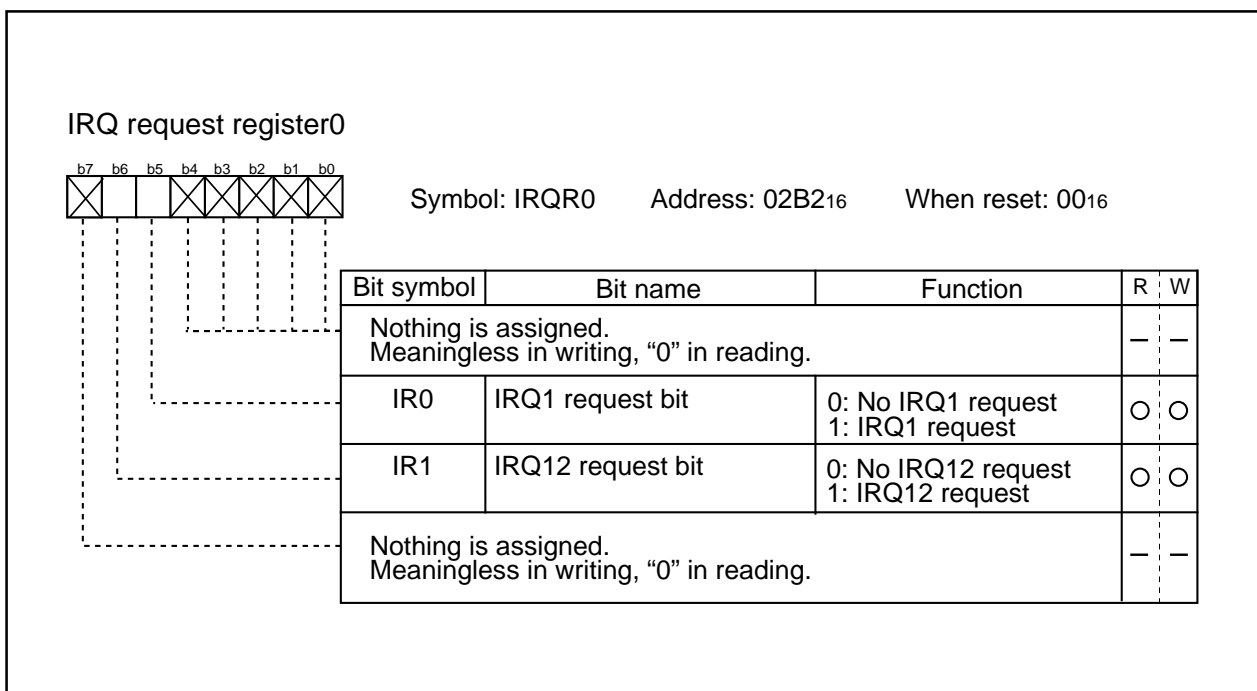 IRQ request register0
b7 b6 b5 b4 b3 b2 b1 b0
Symbol: IRQR0 Address: 02B216 When reset: 0016
Bit symbol Bit name Function R W
Nothing is assigned.
Meaningless in writing, “0” in reading.
IR0 IRQ1 request bit 0: No IRQ1 request
1: IRQ1 request
IR1 IRQ12 request bit 0: No IRQ12 request
1: IRQ12 request
Nothing is assigned.
Meaningless in writing, “0” in reading.